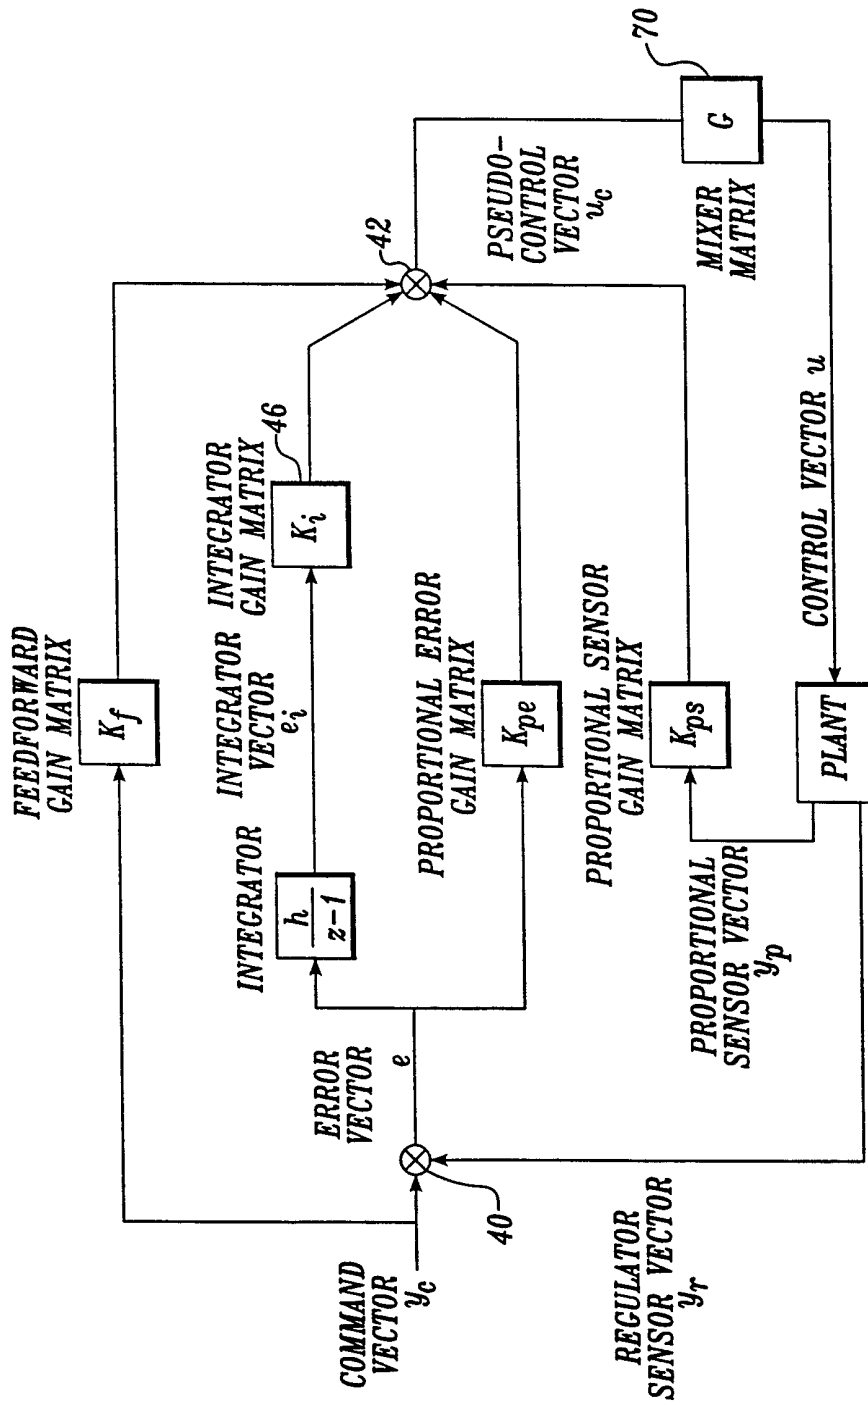 FEEDFORWARD
GAIN MATRIX
K_f
INTEGRATOR
h
z-1
INTEGRATOR
VECTOR
e_i
INTEGRATOR
GAIN MATRIX
K_i
46
COMMAND
VECTOR
y_c
40
ERROR
VECTOR
e
PROPORTIONAL ERROR
GAIN MATRIX
K_pe
42
PSEUDO-
CONTROL
VECTOR
u_c
REGULATOR
SENSOR VECTOR
y_r
PROPORTIONAL
SENSOR VECTOR
y_p
PROPORTIONAL SENSOR
GAIN MATRIX
K_ps
MIXER
MATRIX
G
70
PLANT
CONTROL VECTOR u